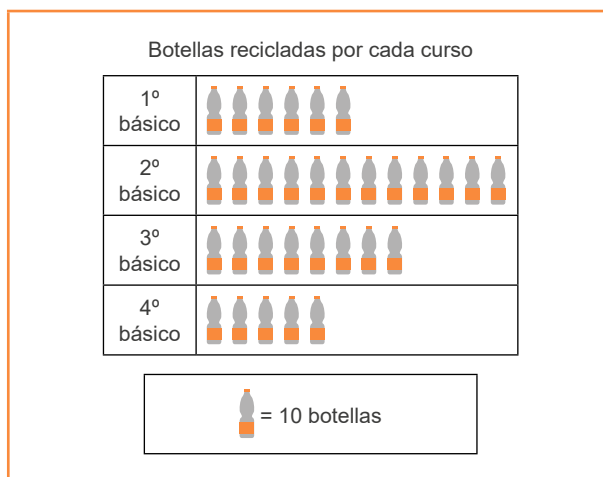 Botellas recicladas por cada curso
1º
básico
2º
básico
3º
básico
4º
básico
= 10 botellas